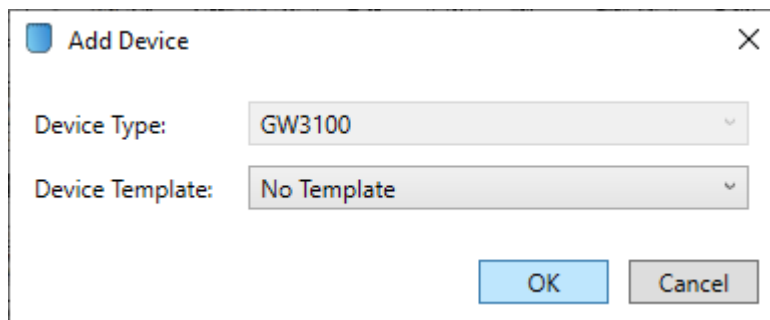 Add Device
Device Type: GW3100
Device Template: No Template
OK Cancel